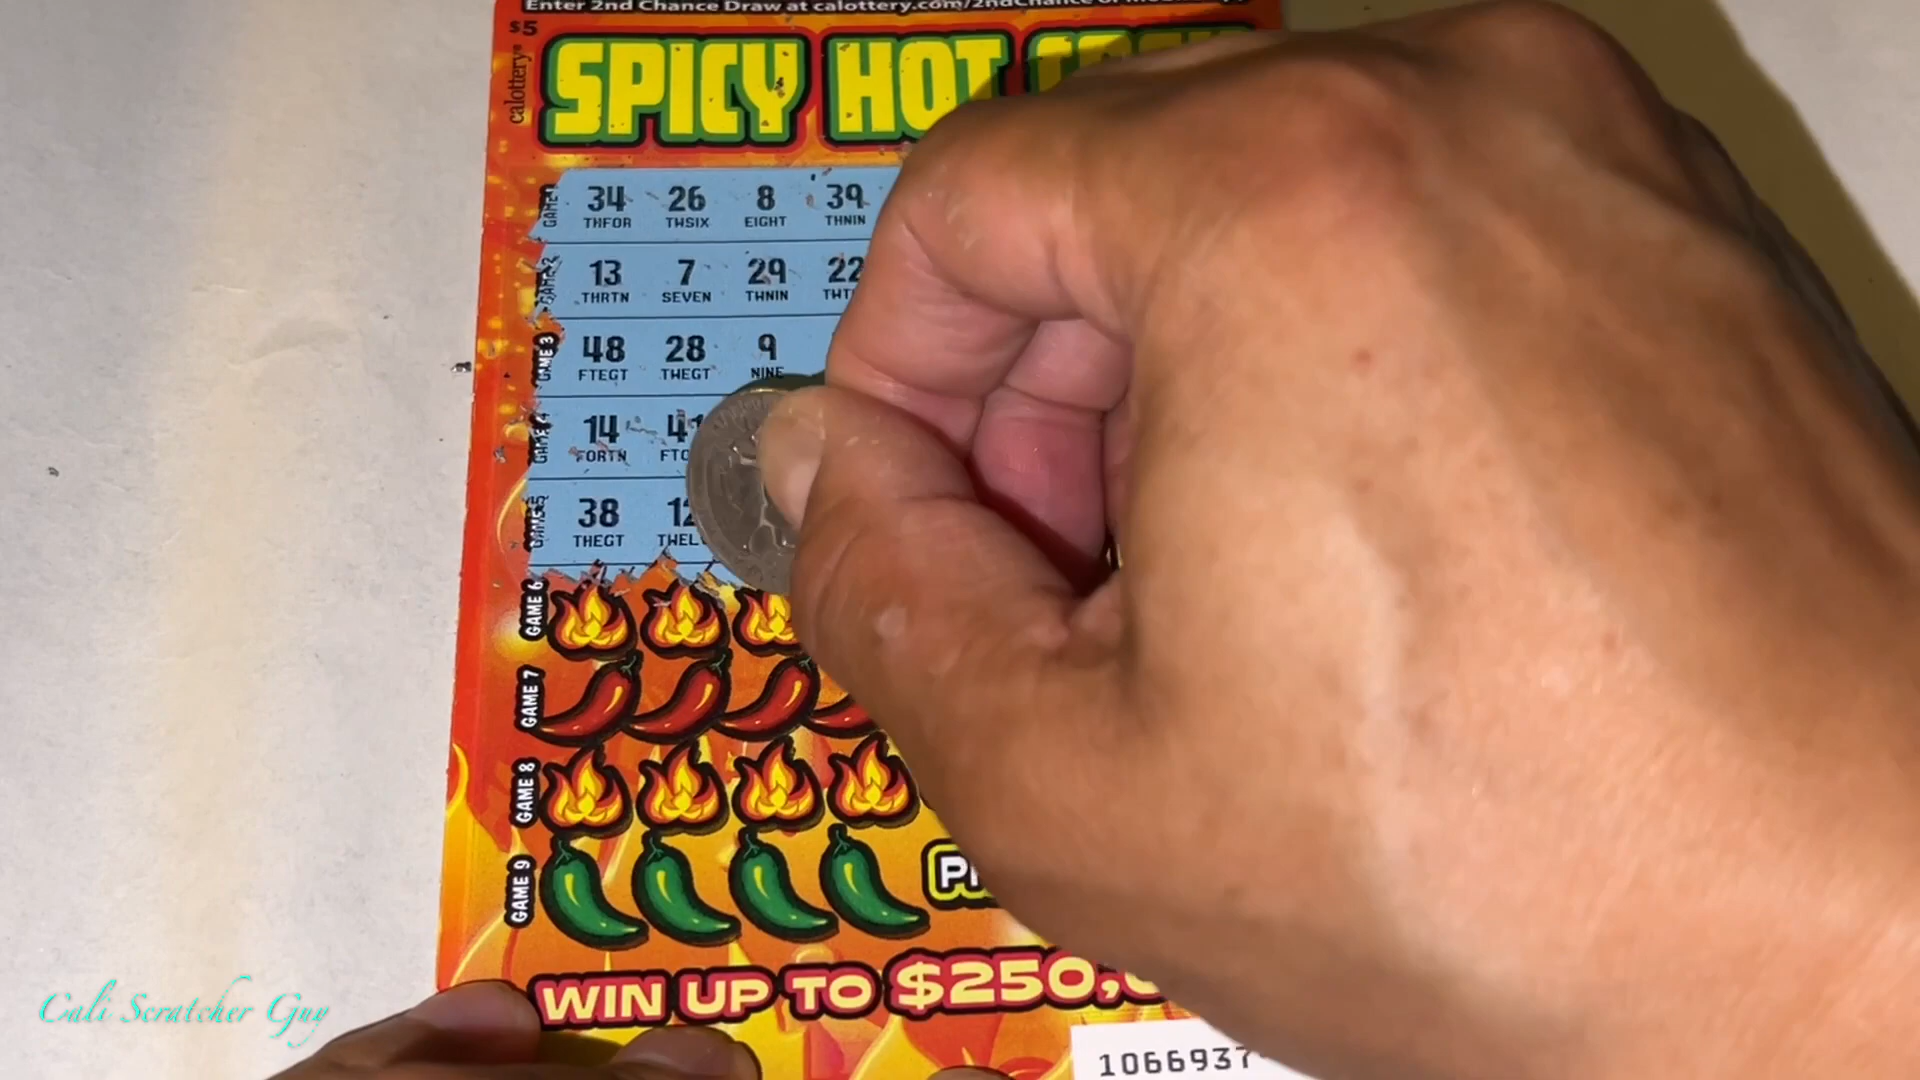 Enter 2nd Chance Draw at calottery.com/2ndChance
$5
calottery
SPICY HOT
GAME 1 34 26 8 39
THFOR TWSIX EIGHT THNIN
GAME 2 13 7 29 22
THRTN SEVEN TWNIN
GAME 3 48 28 9
FTEGT TWEGT NINE
GAME 4 14
FORTN
GAME 5 38 12
THEGT
GAME 6
GAME 7
GAME 8
GAME 9
WIN UP TO $250,
Cali Scratcher Guy
1066937